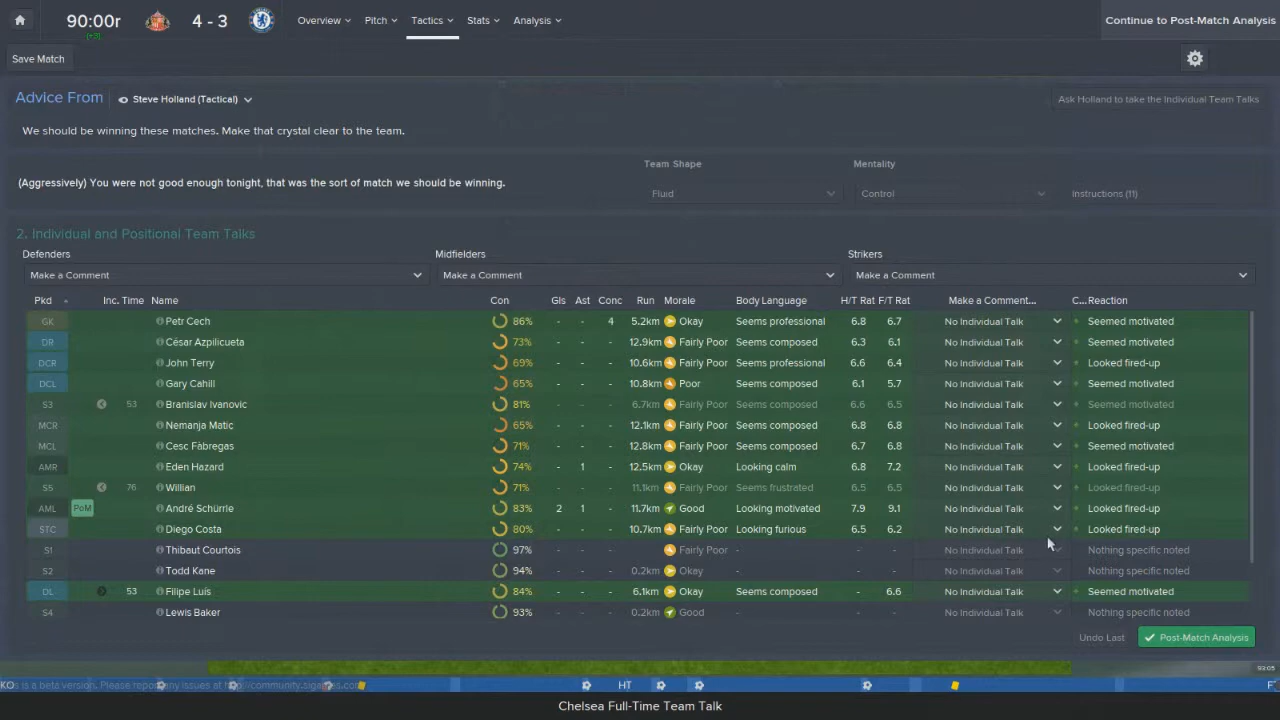 90:00r 4 - 3 Overview Pitch Tactics Stats Analysis Continue to Post-Match Analysis
Save Match
Advice From Steve Holland (Tactical) Ask Holland to take the Individual Team Talks
We should be winning these matches. Make that crystal clear to the team.
Team Shape Mentality
(Aggressively) You were not good enough tonight, that was the sort of match we should be winning. Fluid Control Instructions (11)
2. Individual and Positional Team Talks
Defenders Midfielders Strikers
Make a Comment Make a Comment Make a Comment
Pkd Inc. Time Name Con Gls Ast Conc Run Morale Body Language H/T Rat F/T Rat Make a Comment... C... Reaction
GK Petr Cech 86% - - 4 5.2km Okay Seems professional 6.8 6.7 No Individual Talk Seemed motivated
DR César Azpilicueta 73% - - - 12.9km Fairly Poor Seems composed 6.3 6.1 No Individual Talk Seemed motivated
DCR John Terry 69% - - - 10.6km Fairly Poor Seems professional 6.6 6.4 No Individual Talk Looked fired-up
DCL Gary Cahill 65% - - - 10.8km Poor Seems composed 6.1 5.7 No Individual Talk Seemed motivated
S3 53 Branislav Ivanovic 81% - - - 6.7km Fairly Poor Seems composed 6.6 6.5 No Individual Talk Seemed motivated
MCR Nemanja Matic 65% - - - 12.1km Fairly Poor Seems composed 6.8 6.8 No Individual Talk Looked fired-up
MCL Cesc Fàbregas 71% - - - 12.8km Fairly Poor Seems composed 6.7 6.8 No Individual Talk Seemed motivated
AMR Eden Hazard 74% - 1 - 12.5km Okay Looking calm 6.8 7.2 No Individual Talk Looked fired-up
S5 76 Willian 71% - - - 11.1km Fairly Poor Seems frustrated 6.5 6.5 No Individual Talk Looked fired-up
AML PoM André Schürrle 83% 2 1 - 11.7km Good Looking motivated 7.9 9.1 No Individual Talk Looked fired-up
STC Diego Costa 80% - - - 10.7km Fairly Poor Looking furious 6.5 6.2 No Individual Talk Looked fired-up
S1 Thibaut Courtois 97% - - - Fairly Poor - - - No Individual Talk Nothing specific noted
S2 Todd Kane 94% - - - 0.2km Okay - - - No Individual Talk Nothing specific noted
DL 53 Filipe Luís 84% - - - 6.1km Okay Seems composed - 6.6 No Individual Talk Seemed motivated
S4 Lewis Baker 93% - - - 0.2km Good - - - No Individual Talk Nothing specific noted
Undo Last Post-Match Analysis
93:05
KO is is a beta version. Please report any issues at http://community.sigames.com HT F
Chelsea Full-Time Team Talk